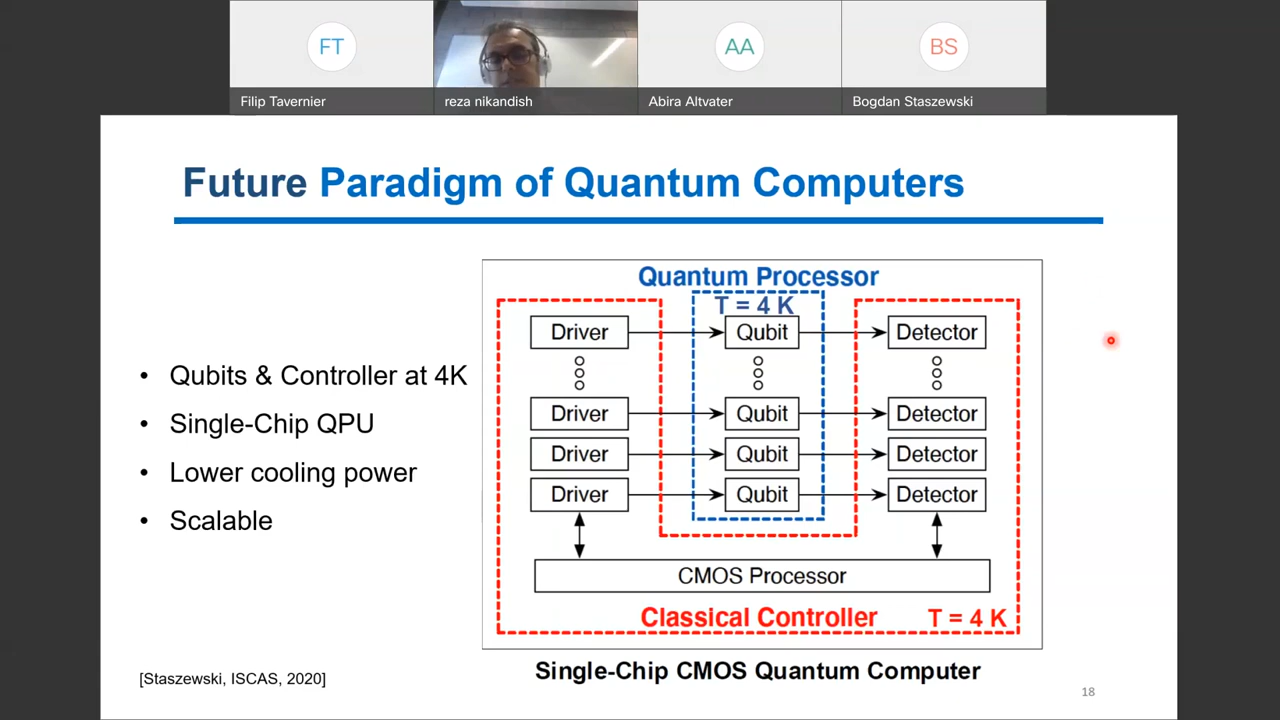 FT
AA
BS
Filip Tavernier
reza nikandish
Abira Altvater
Bogdan Staszewski
Future Paradigm of Quantum Computers
• Qubits & Controller at 4K
• Single-Chip QPU
• Lower cooling power
• Scalable
Quantum Processor
T = 4 K
Driver
Qubit
Detector
Driver
Qubit
Detector
Driver
Qubit
Detector
Driver
Qubit
Detector
CMOS Processor
Classical Controller
T = 4 K
Single-Chip CMOS Quantum Computer
[Staszewski, ISCAS, 2020]
18